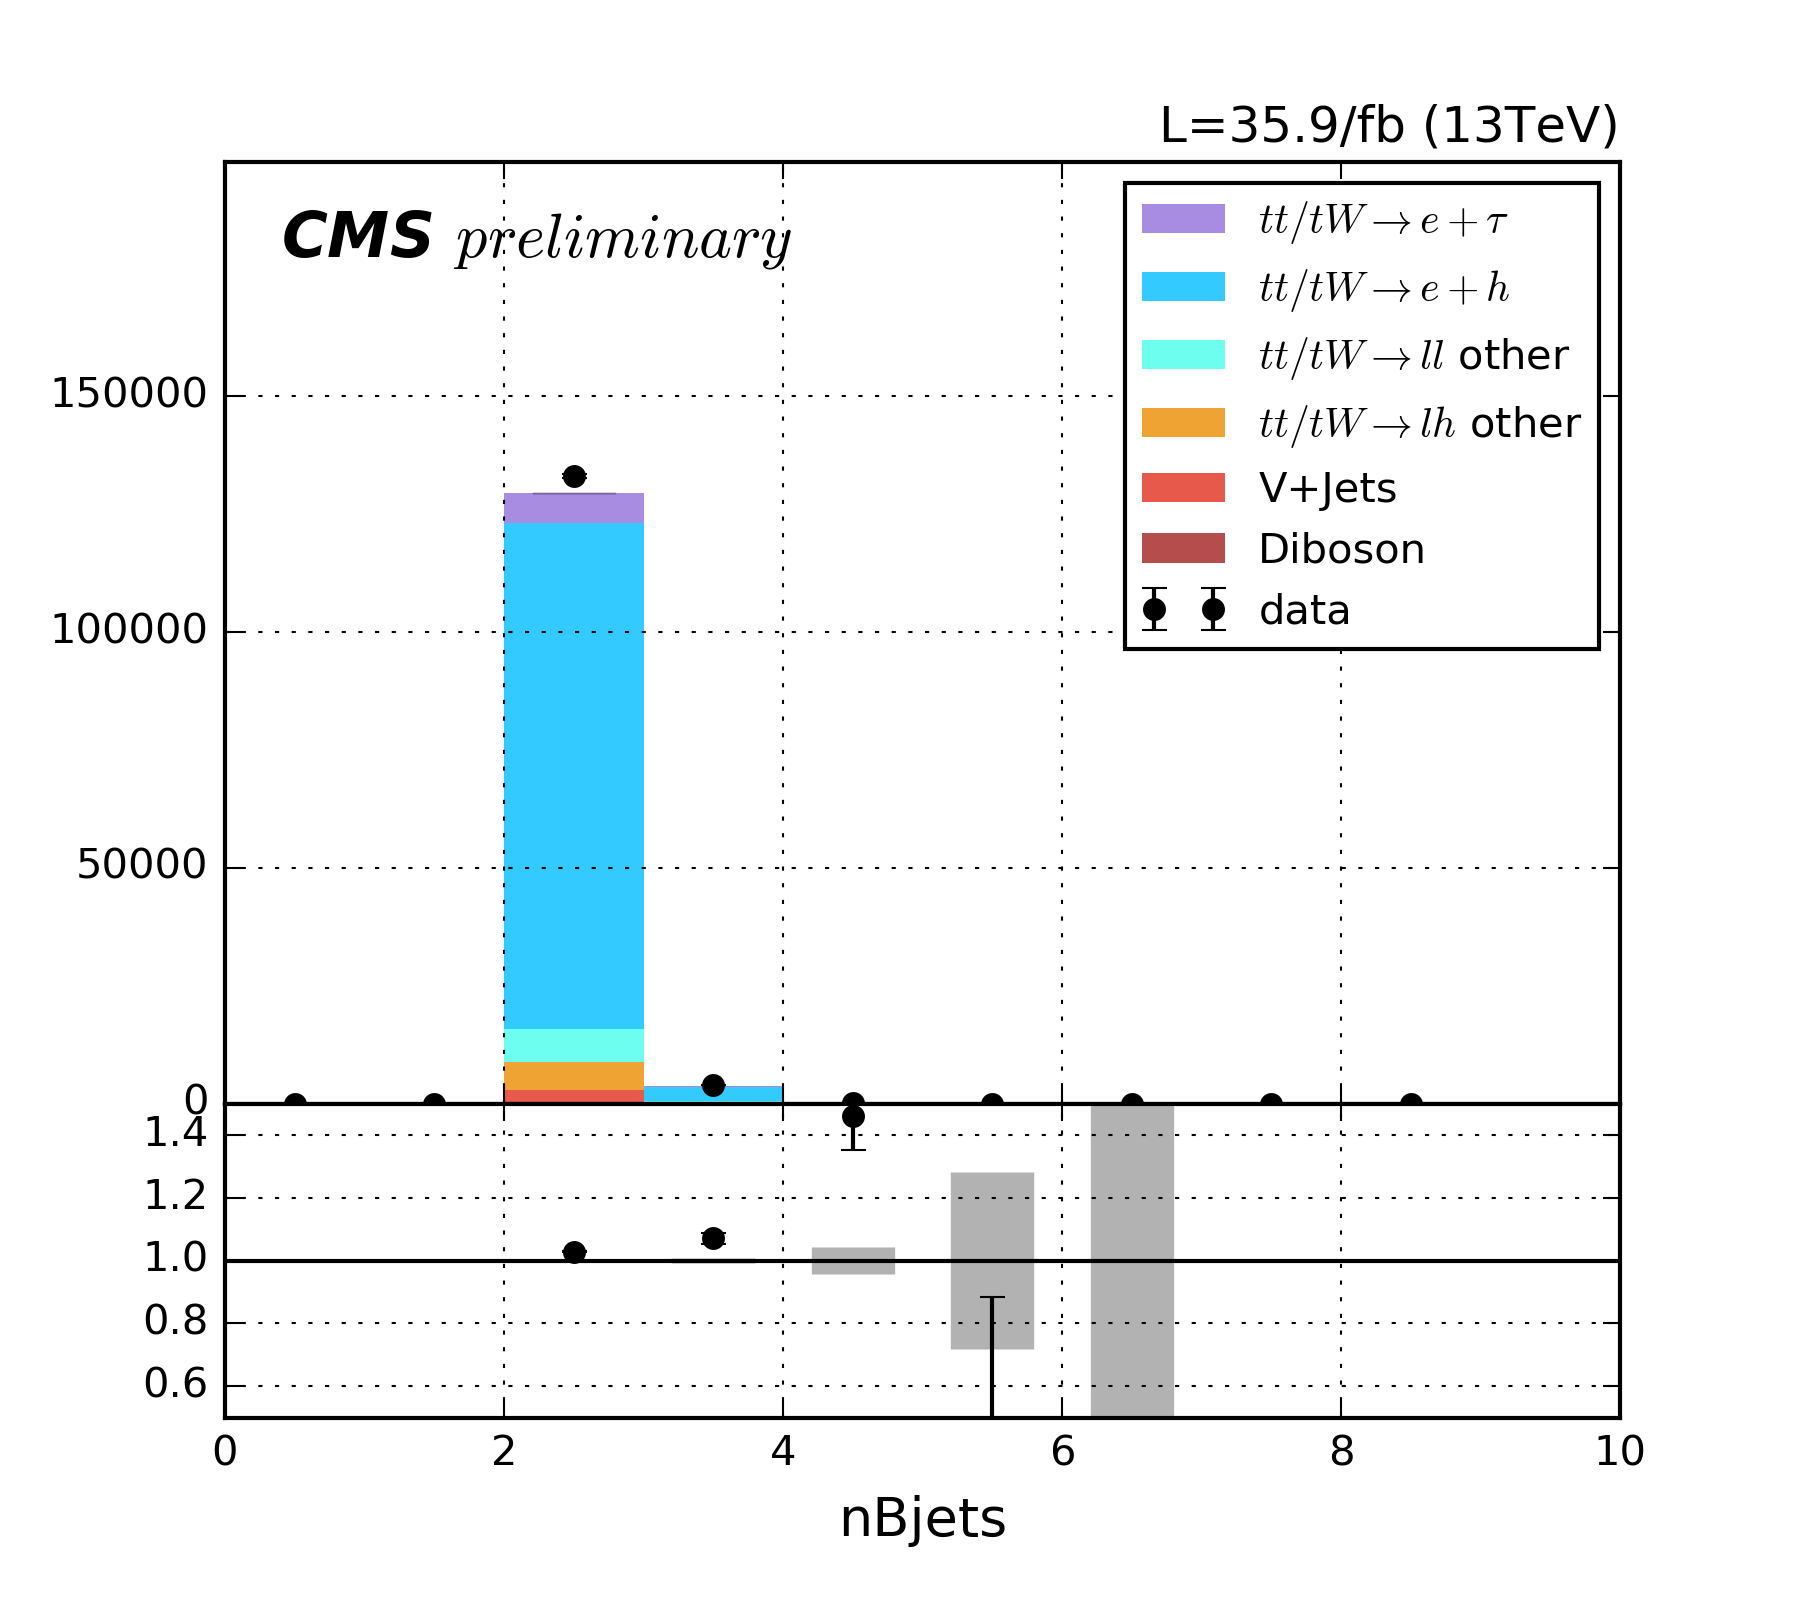 L=35.9/fb (13TeV)
CMS preliminary
tt/tW→e+τ
tt/tW→e+h
tt/tW→ll other
tt/tW→lh other
V+Jets
Diboson
data
150000
100000
50000
0
1.4
1.2
1.0
0.8
0.6
0 2 4 6 8 10
nBjets